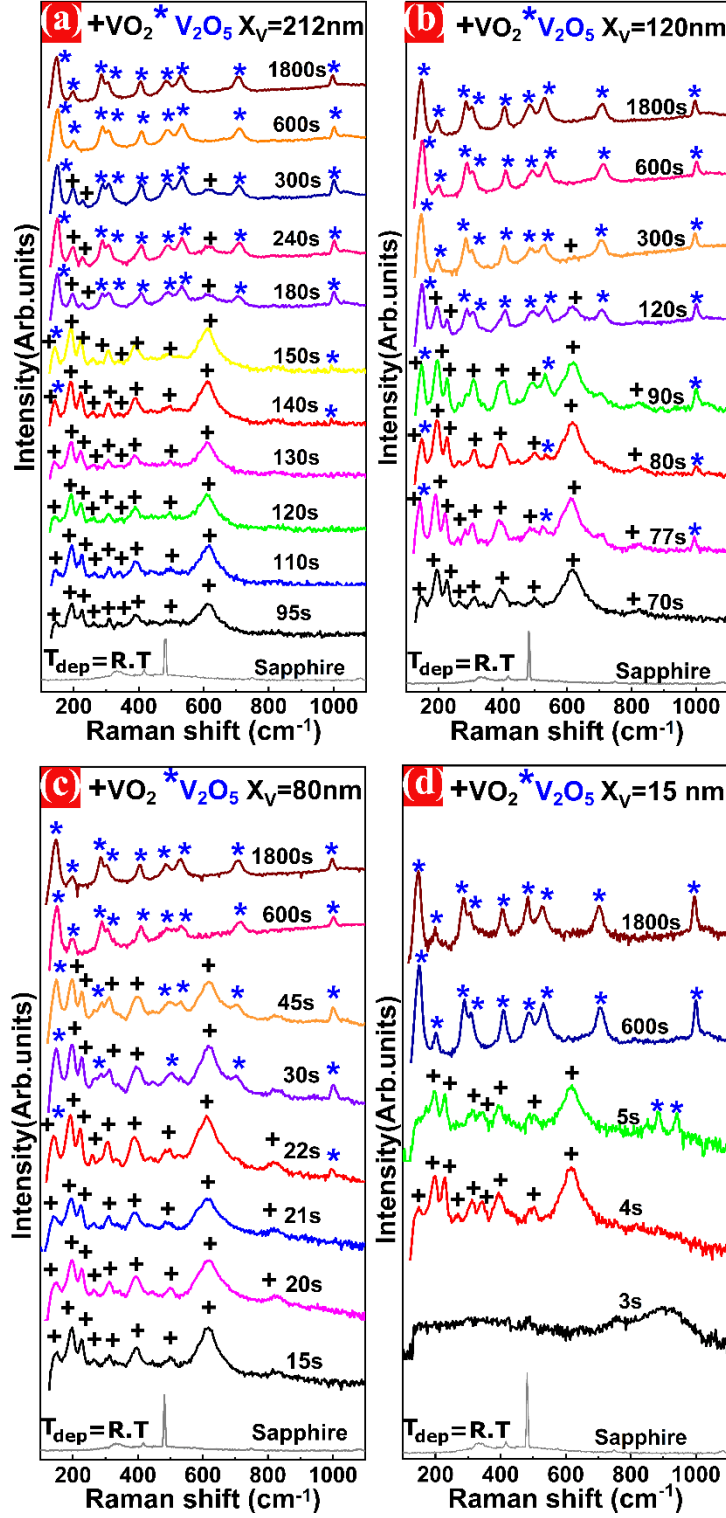 (a) +VO2 *V2O5 XV=212nm
1800s
600s
300s
240s
180s
150s
140s
130s
120s
110s
95s
Tdep=R.T Sapphire
200 400 600 800 1000
Raman shift (cm-1)
Intensity(Arb.units)
(b) +VO2 *V2O5 XV=120nm
1800s
600s
300s
120s
90s
80s
77s
70s
Tdep=R.T Sapphire
200 400 600 800 1000
Raman shift (cm-1)
Intensity(Arb.units)
(c) +VO2 *V2O5 XV=80nm
1800s
600s
45s
30s
22s
21s
20s
15s
Tdep=R.T Sapphire
200 400 600 800 1000
Raman shift (cm-1)
Intensity(Arb.units)
(d) +VO2 *V2O5 XV=15 nm
1800s
600s
5s
4s
3s
Tdep=R.T Sapphire
200 400 600 800 1000
Raman shift (cm-1)
Intensity(Arb.units)